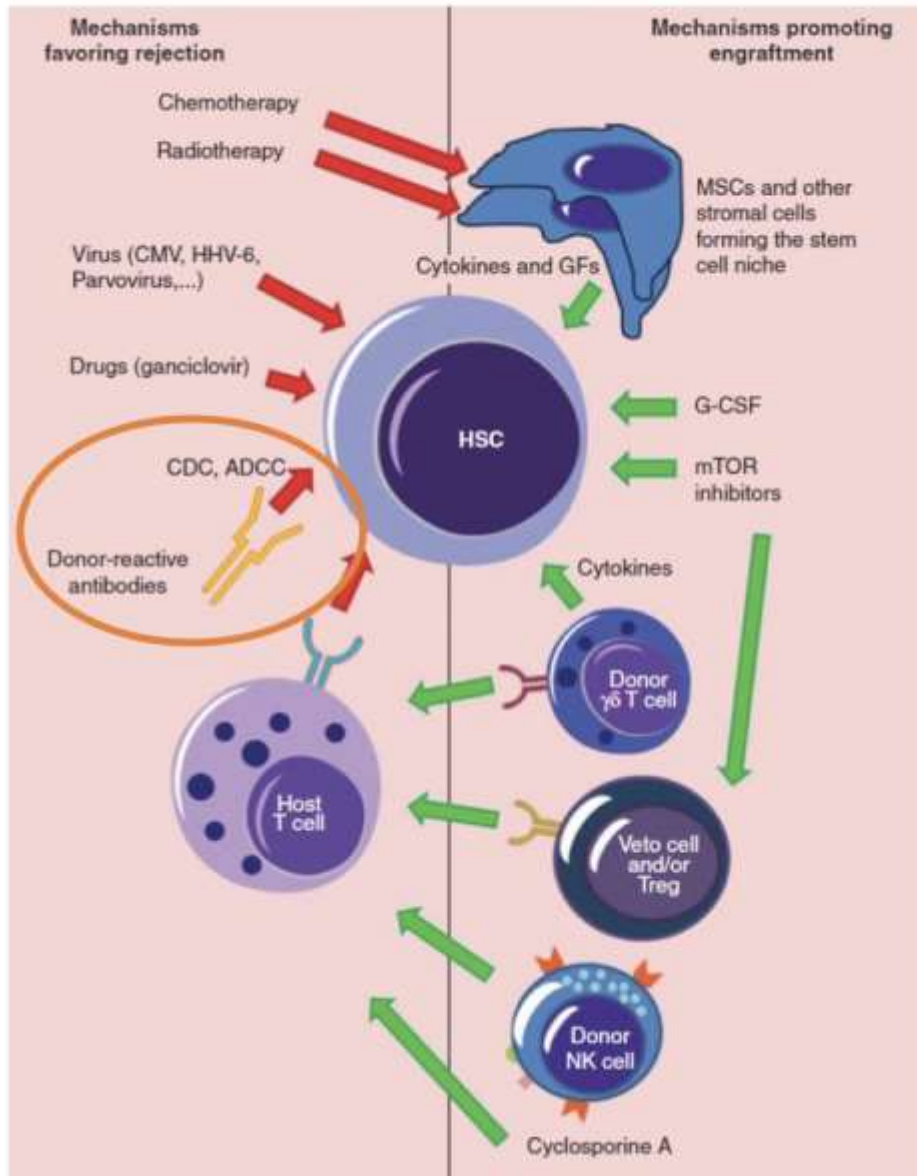 Mechanisms
favoring rejection
Mechanisms promoting
engraftment
Chemotherapy
Radiotherapy
MSCs and other
stromal cells
forming the stem
cell niche
Virus (CMV, HHV-6,
Parvovirus,...)
Cytokines and GFs
Drugs (ganciclovir)
HSC
G-CSF
mTOR
inhibitors
CDC, ADCC
Donor-reactive
antibodies
Cytokines
Donor
γδ T cell
Host
T cell
Veto cell
and/or
Treg
Donor
NK cell
Cyclosporine A